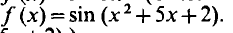 f (x) = sin (x² + 5x + 2).